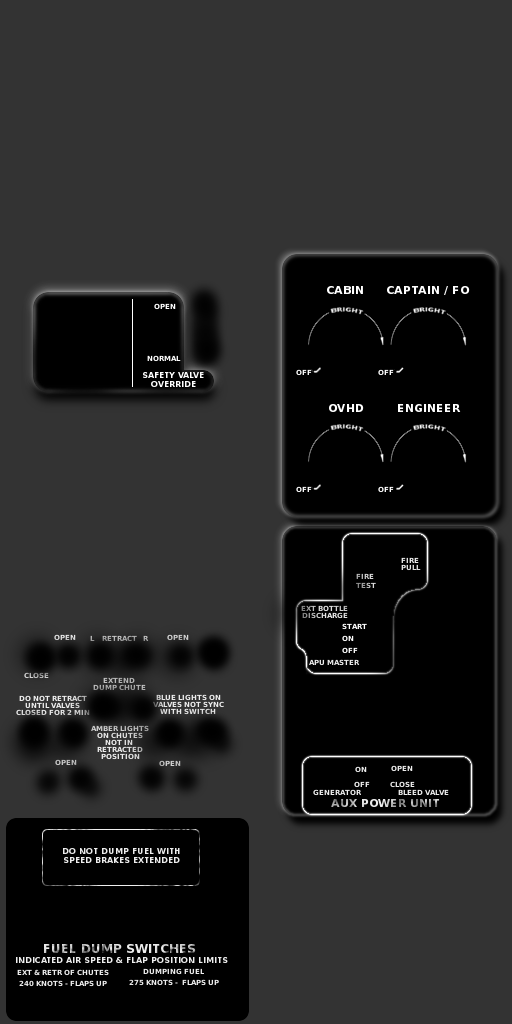 CABIN CAPTAIN / FO
BRIGHT BRIGHT
OFF OFF
OVHD ENGINEER
BRIGHT BRIGHT
OFF OFF
OPEN
NORMAL
SAFETY VALVE
OVERRIDE
FIRE
PULL
FIRE
TEST
EXT BOTTLE
DISCHARGE
START
ON
OFF
APU MASTER
ON OPEN
OFF CLOSE
GENERATOR BLEED VALVE
AUX POWER UNIT
OPEN L RETRACT R OPEN
CLOSE
EXTEND
DUMP CHUTE
DO NOT RETRACT
UNTIL VALVES
CLOSED FOR 2 MIN
BLUE LIGHTS ON
VALVES NOT SYNC
WITH SWITCH
AMBER LIGHTS
ON CHUTES
NOT IN
RETRACTED
POSITION
OPEN OPEN
DO NOT DUMP FUEL WITH
SPEED BRAKES EXTENDED
FUEL DUMP SWITCHES
INDICATED AIR SPEED & FLAP POSITION LIMITS
EXT & RETR OF CHUTES DUMPING FUEL
240 KNOTS - FLAPS UP 275 KNOTS - FLAPS UP